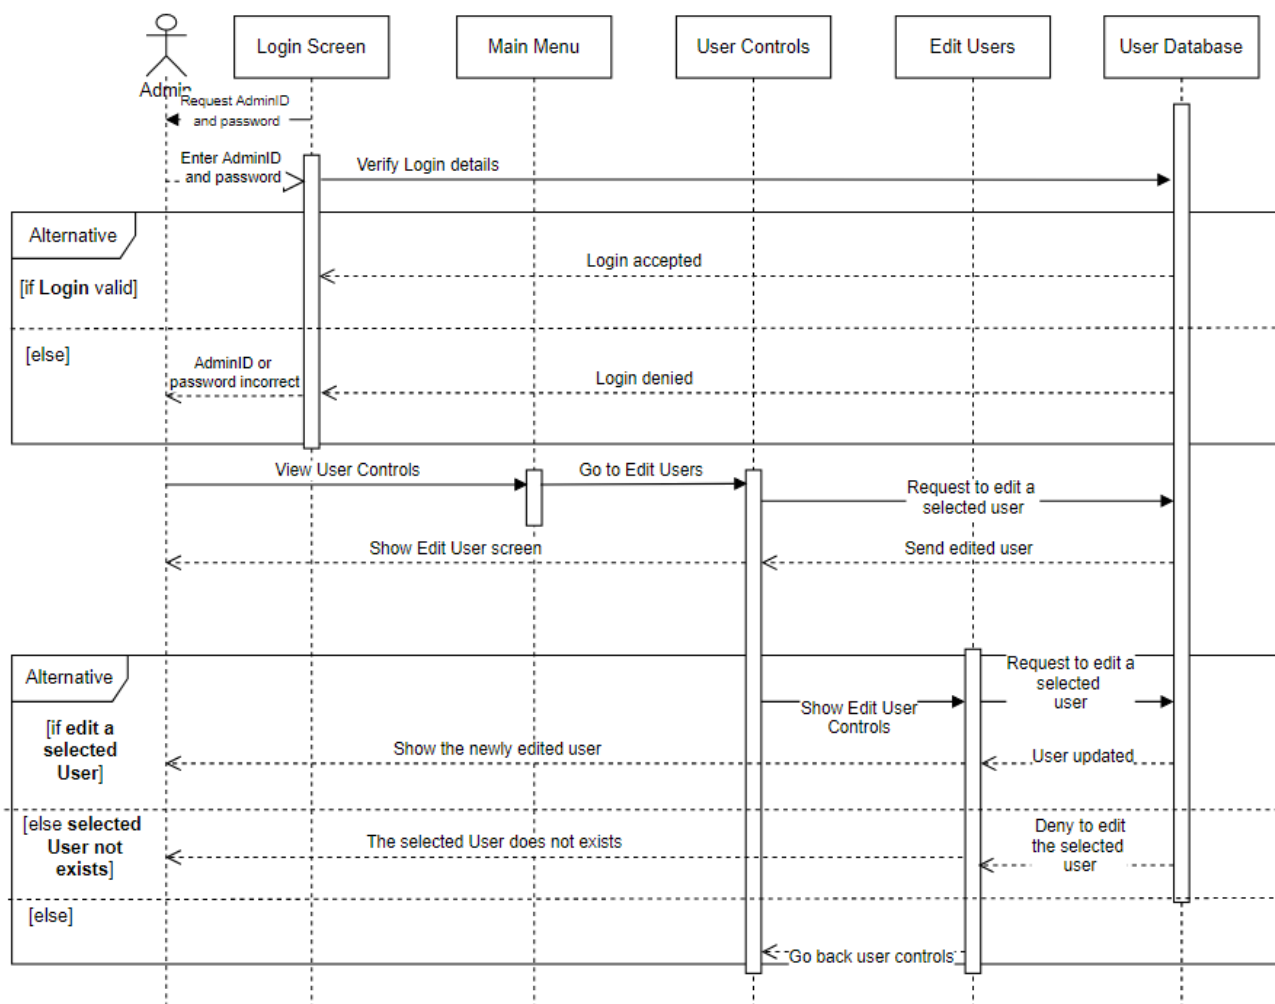 Login Screen
Main Menu
User Controls
Edit Users
User Database
Admin
Request AdminID
and password
Enter AdminID
and password
Verify Login details
Alternative
Login accepted
[if Login valid]
[else]
AdminID or
password incorrect
Login denied
View User Controls
Go to Edit Users
Request to edit a
selected user
Show Edit User screen
Send edited user
Alternative
Request to edit a
selected
user
Show Edit User
Controls
[if edit a
selected
User]
Show the newly edited user
User updated
[else selected
User not
exists]
The selected User does not exists
Deny to edit
the selected
user
[else]
Go back user controls